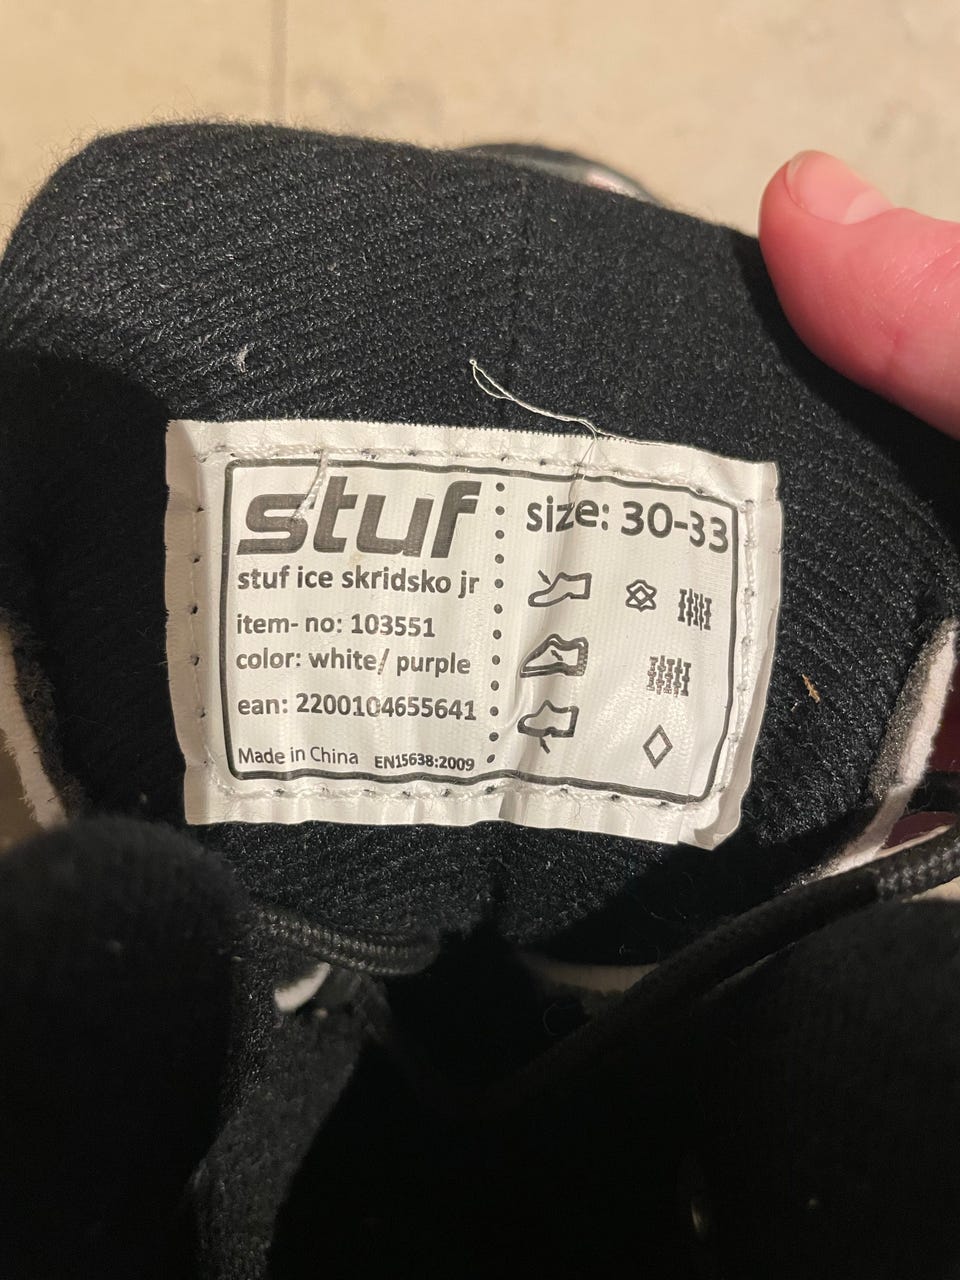 stuf
stuf ice skridsko jr
item- no: 103551
color: white/ purple
ean: 2200104655641
Made in China EN15638:2009
size: 30-33